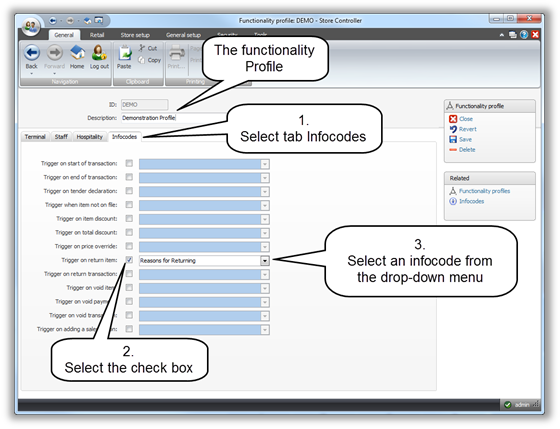 Functionality profile: DEMO - Store Controller
General Retail Store setup General setup Security Tools
Back Forward Home Log out Paste Cut Copy Print...
Navigation Clipboard Printing
The functionality
Profile
ID: DEMO
Description: Demonstration Profile
1.
Select tab Infocodes
Terminal Staff Hospitality Infocodes
Trigger on start of transaction:
Trigger on end of transaction:
Trigger on tender declaration:
Trigger when item not on file:
Trigger on item discount:
Trigger on total discount:
Trigger on price override:
Trigger on return item: Reasons for Returning
Trigger on return transaction:
Trigger on void item
Trigger on void paym
Trigger on void transa
Trigger on adding a sale on:
2.
Select the check box
3.
Select an infocode from
the drop-down menu
Functionality profile
Close
Revert
Save
Delete
Related
Functionality profiles
Infocodes
admin